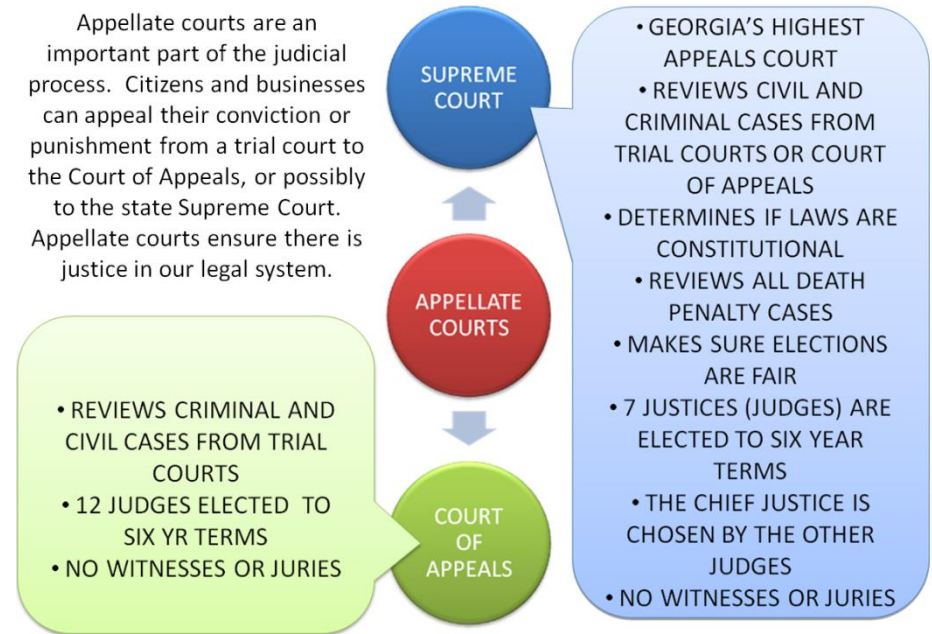 Appellate courts are an
important part of the judicial
process.  Citizens and businesses
can appeal their conviction or
punishment from a trial court to
the Court of Appeals, or possibly
to the state Supreme Court.
Appellate courts ensure there is
justice in our legal system.
SUPREME
COURT
• GEORGIA’S HIGHEST
APPEALS COURT
• REVIEWS CIVIL AND
CRIMINAL CASES FROM
TRIAL COURTS OR COURT
OF APPEALS
• DETERMINES IF LAWS ARE
CONSTITUTIONAL
• REVIEWS ALL DEATH
PENALTY CASES
• MAKES SURE ELECTIONS
ARE FAIR
• 7 JUSTICES (JUDGES) ARE
ELECTED TO SIX YEAR
TERMS
• THE CHIEF JUSTICE IS
CHOSEN BY THE OTHER
JUDGES
• NO WITNESSES OR JURIES
APPELLATE
COURTS
• REVIEWS CRIMINAL AND
CIVIL CASES FROM TRIAL
COURTS
• 12 JUDGES ELECTED  TO
SIX YR TERMS
• NO WITNESSES OR JURIES
COURT
OF
APPEALS